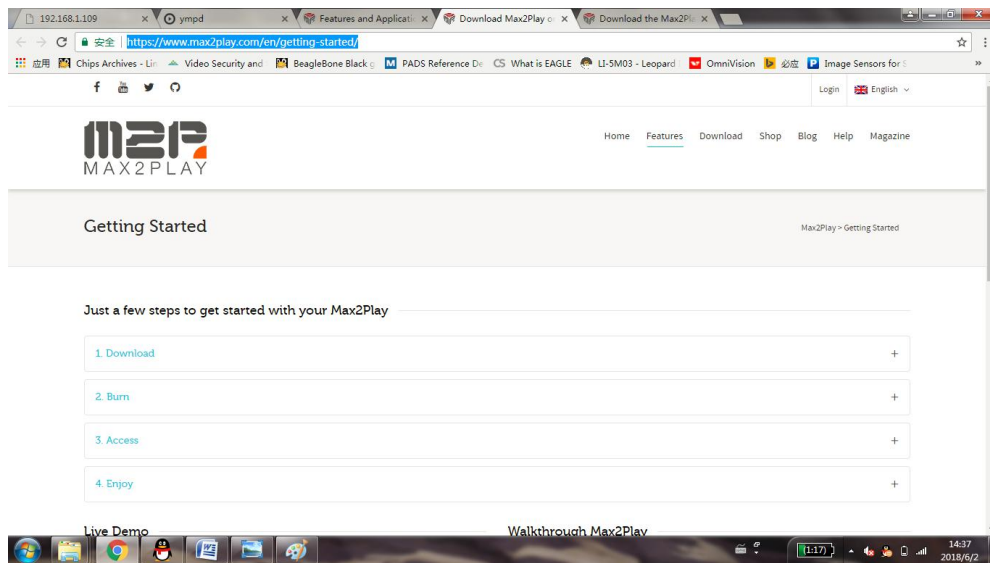 192.168.1.109
ympd
Features and Applicati
Download Max2Play o
Download the Max2Pl
安全
https://www.max2play.com/en/getting-started/
应用
Chips Archives - Lin
Video Security and
BeagleBone Black g
PADS Reference De
CS What is EAGLE
LI-5M03 - Leopard
OmniVision
必应
Image Sensors for S
»
Login
English
M2P
MAX2PLAY
Home
Features
Download
Shop
Blog
Help
Magazine
Getting Started
Max2Play > Getting Started
Just a few steps to get started with your Max2Play
1. Download
+
2. Burn
+
3. Access
+
4. Enjoy
+
Live Demo
Walkthrough Max2Play
(1:17)
14:37
2018/6/2